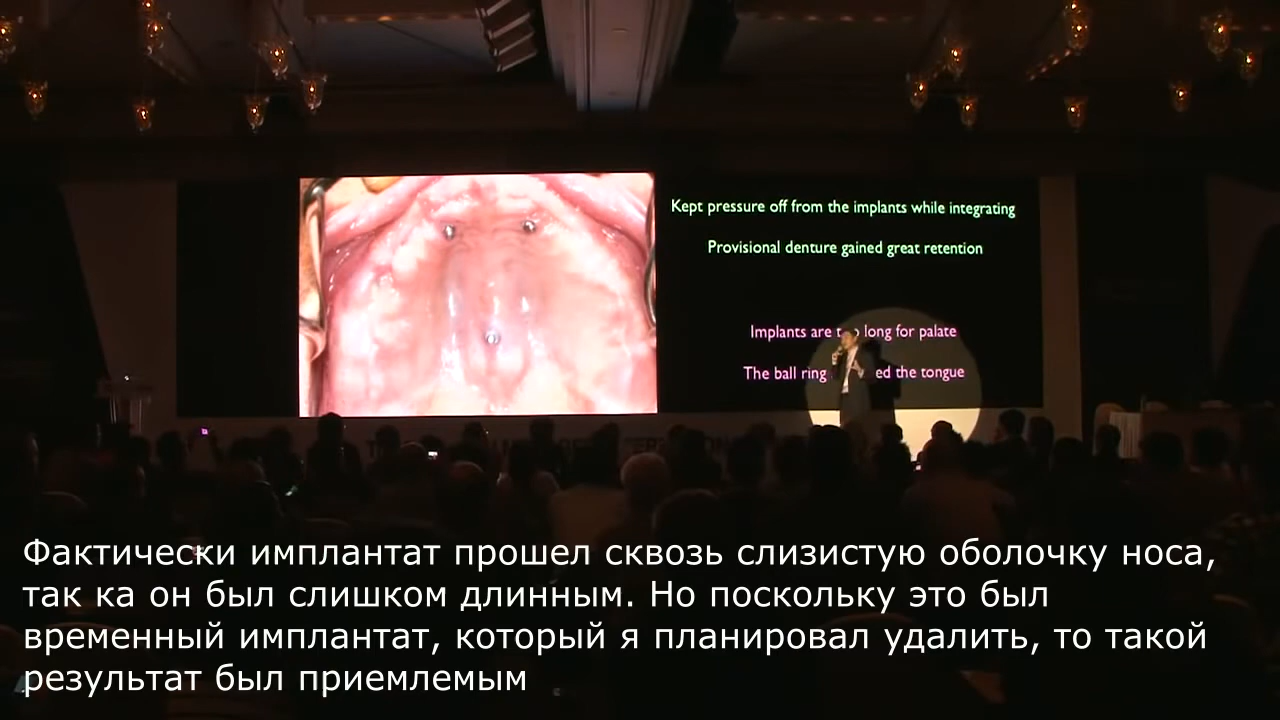 Kept pressure off from the implants while integrating
Provisional denture gained great retention
Implants are long for palate
The ball ring the tongue
Фактически имплантат прошел сквозь слизистую оболочку носа,
так ка он был слишком длинным. Но поскольку это был
временный имплантат, который я планировал удалить, то такой
результат был приемлемым